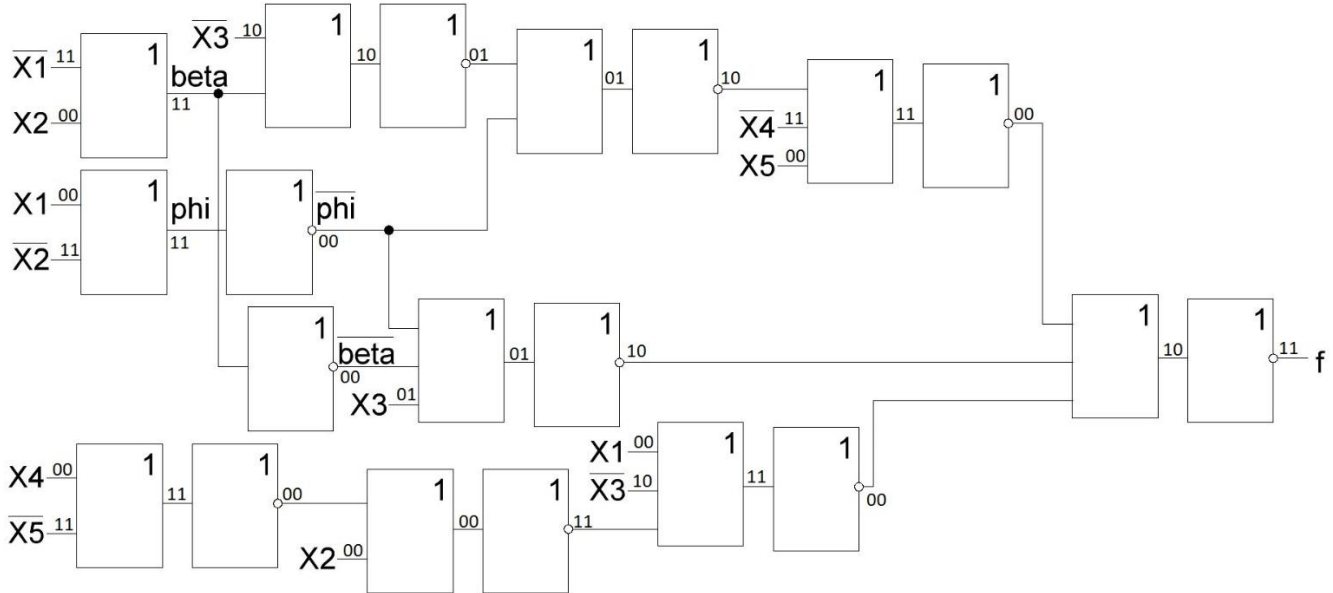 X̅1̅ 11 1 beta 11
X2 00
X̅3̅ 10 1 10 1 01
1 01 1 10
X̅4̅ 11 1 11 1 00
X5 00
X1 00 1 phi 11 1 p̅h̅i̅ 00
X̅2̅ 11
1 b̅e̅t̅a̅ 00
X3 01 1 01 1 10
1 10 1 11 f
X4 00 1 11 1 00
X̅5̅ 11
X2 00 1 00 1 11
X1 00 1 11 1 00
X̅3̅ 10